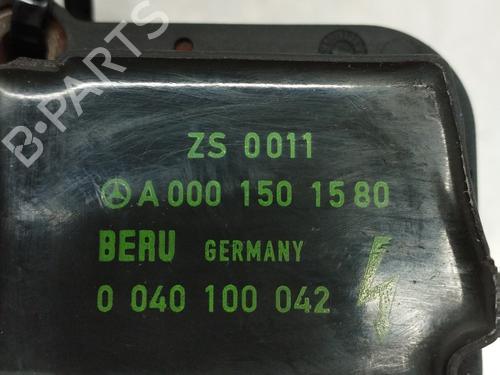 B-PARTS
ZS 0011
A 000 150 15 80
BERU GERMANY
0 040 100 042